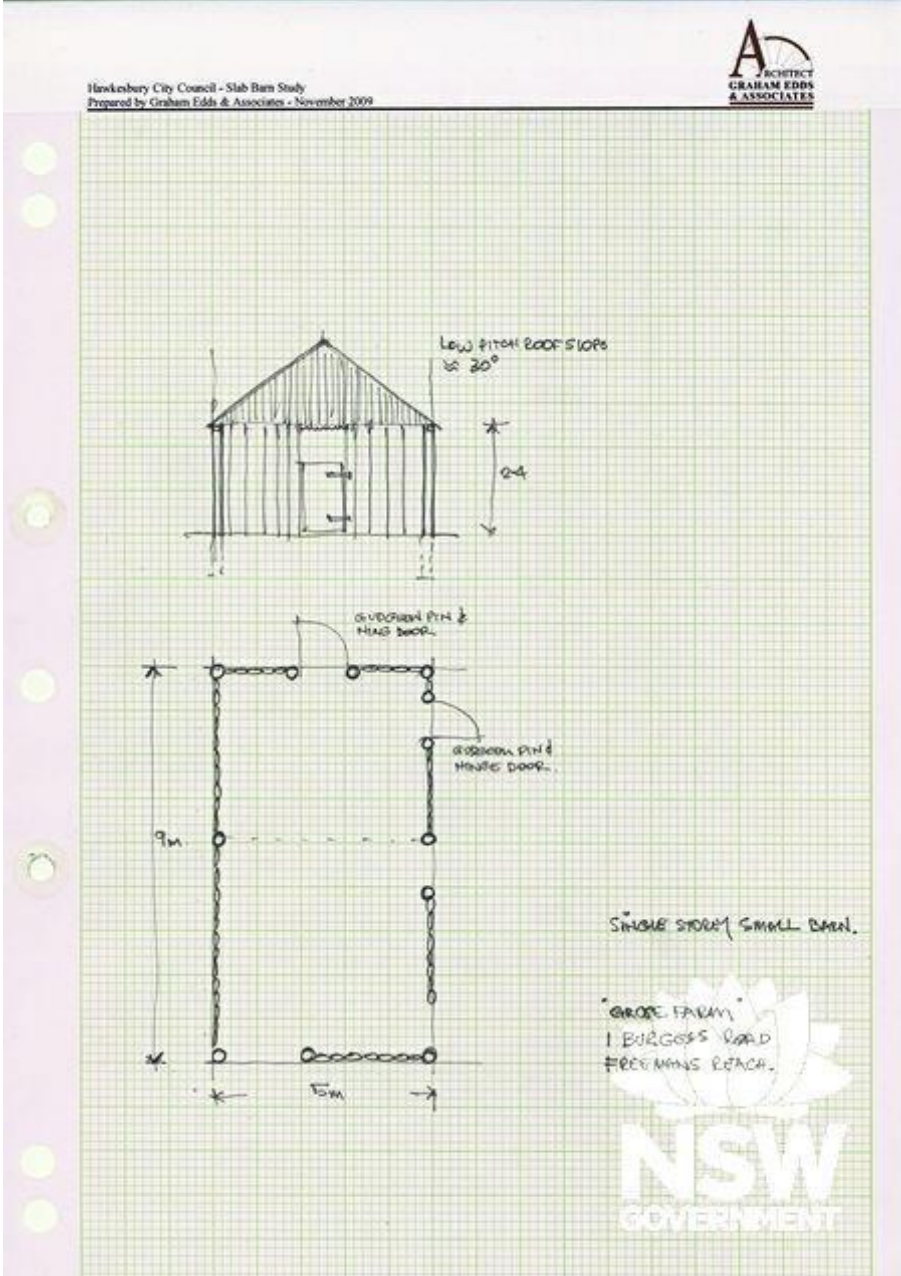 Hawkesbury City Council - Slab Barn Study
Prepared by Graham Edds & Associates - November 2009
ARCHITECT
GRAHAM EDDS
& ASSOCIATES
LOW PITCH ROOF SLOPE
≈ 30°
2.4
GUDGEON PIN &
HING DOOR.
GUDGEON PIN &
HINGE DOOR.
9m
SINGLE STOREY SMALL BARN.
"GROSE FARM"
1 BURGESS ROAD
FREEMANS REACH.
5m
NSW
GOVERNMENT